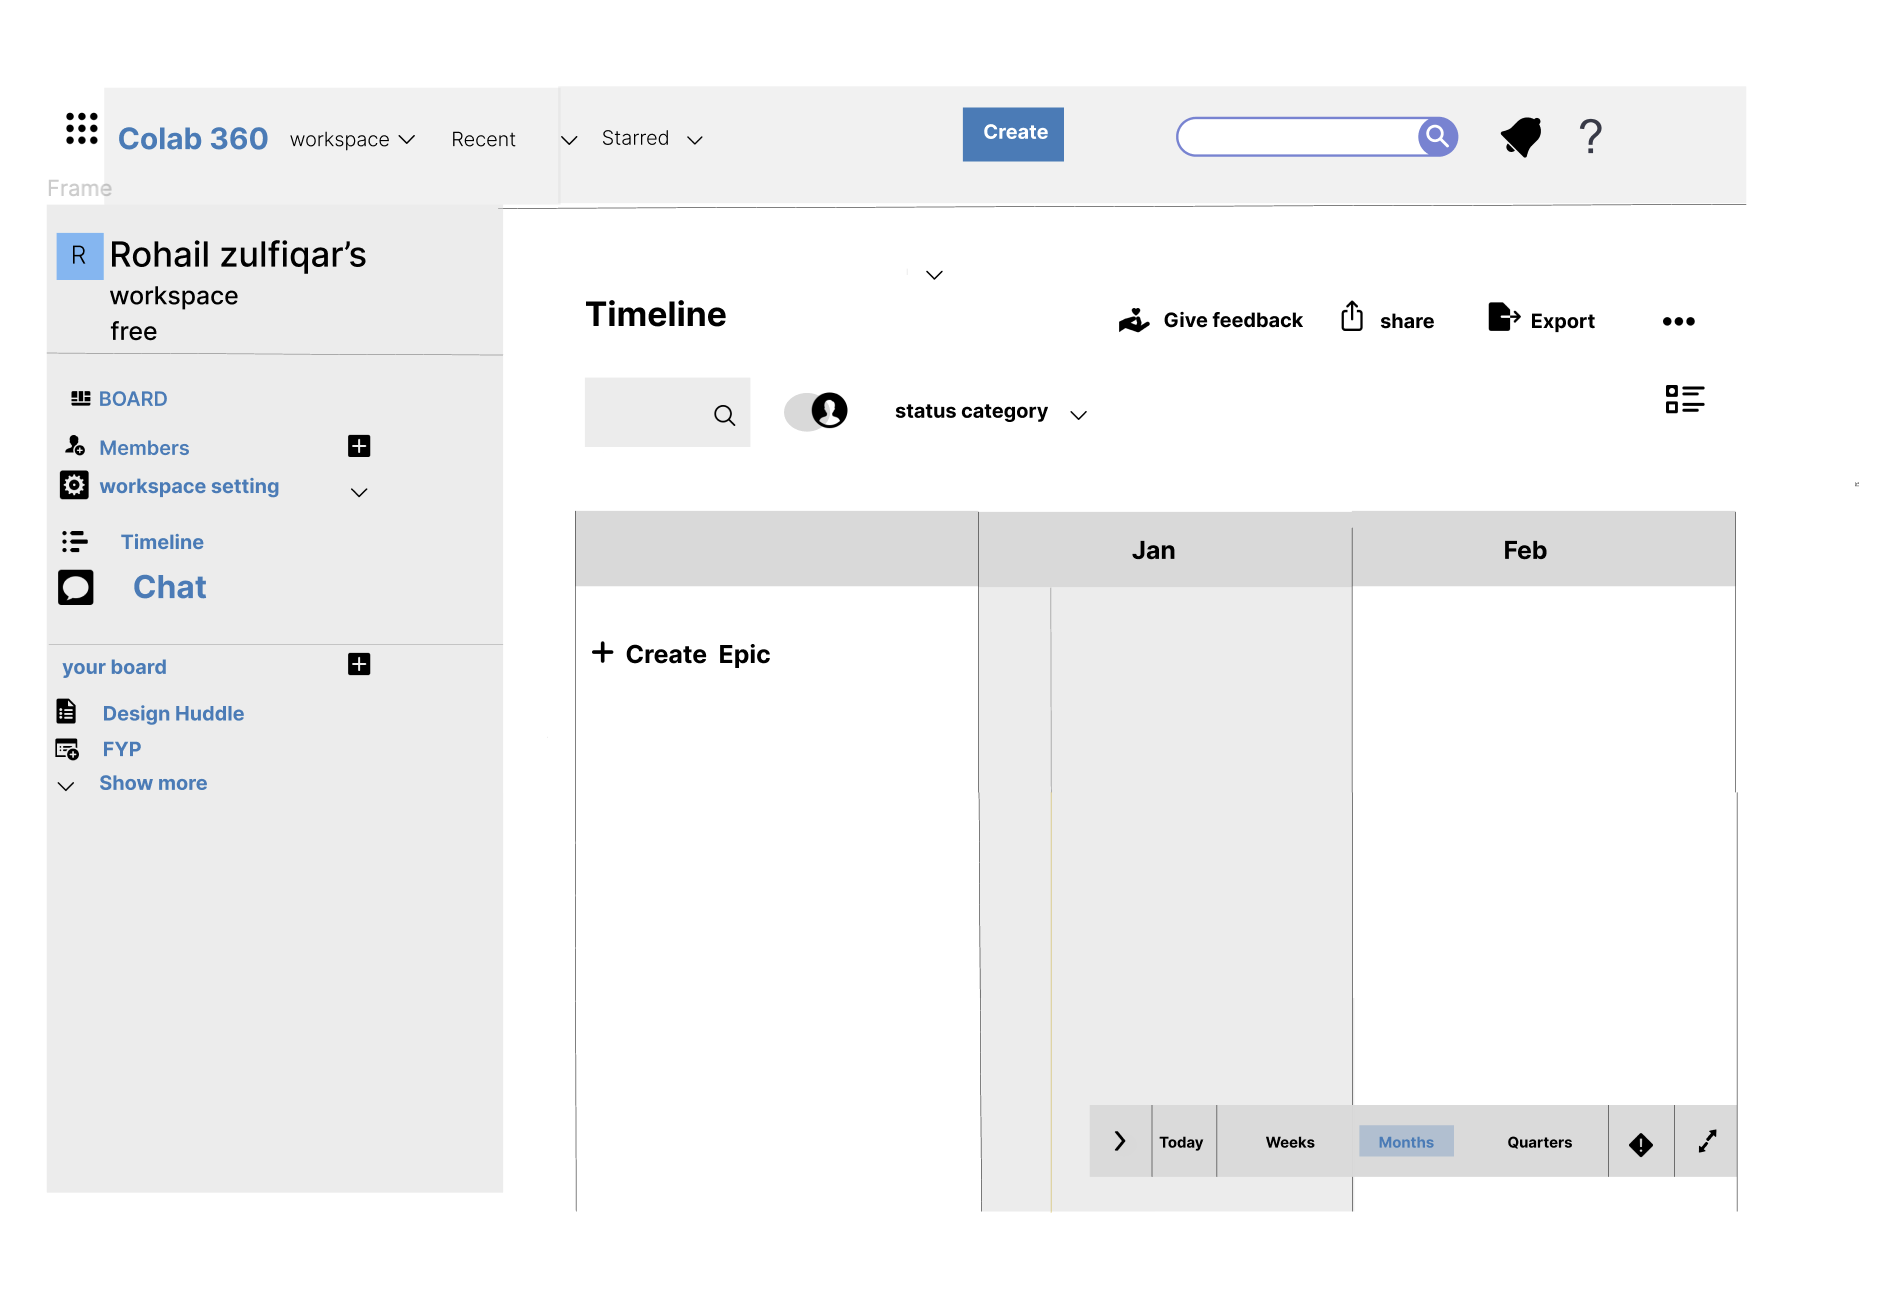 Colab 360 workspace Recent Starred Create ?
Frame
R Rohail zulfiqar’s
workspace
free
Timeline
Give feedback share Export
status category
BOARD
Members
workspace setting
Timeline
Chat
your board
Design Huddle
FYP
Show more
Jan Feb
+ Create Epic
Today Weeks Months Quarters